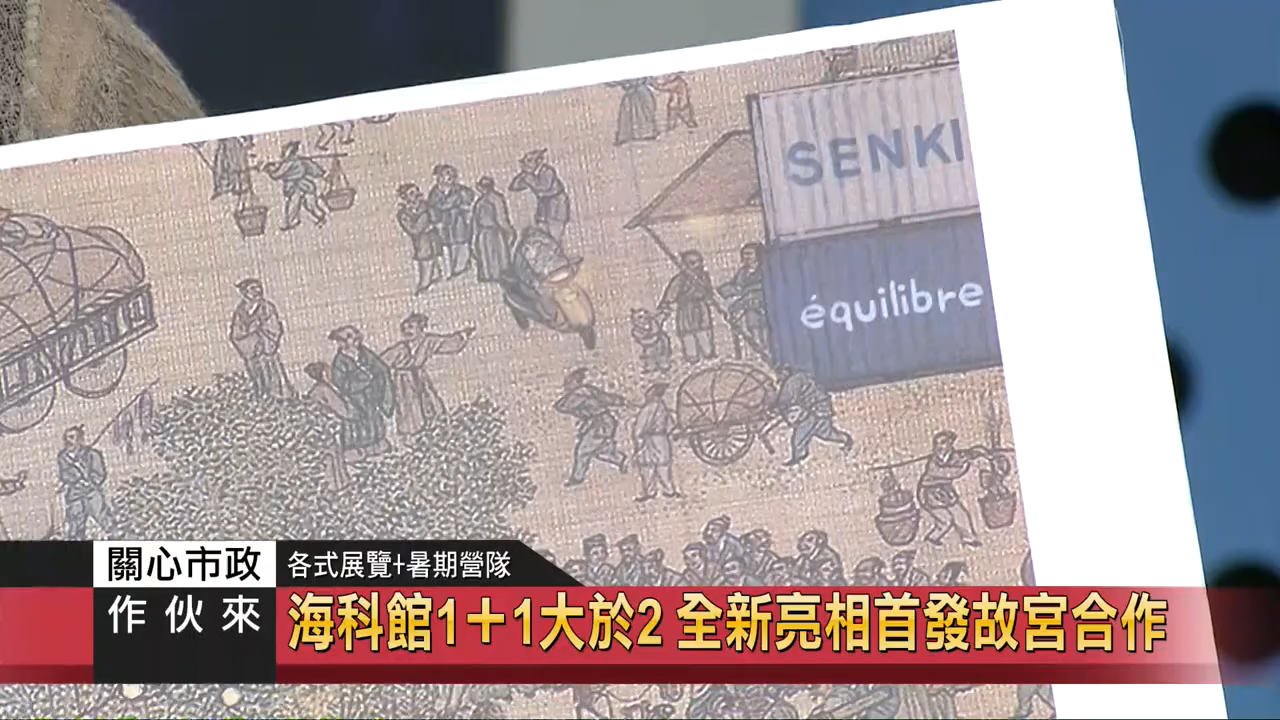 SENKI
équilibre
關心市政
作伙來
各式展覽+暑期營隊
海科館1+1大於2 全新亮相首發故宮合作